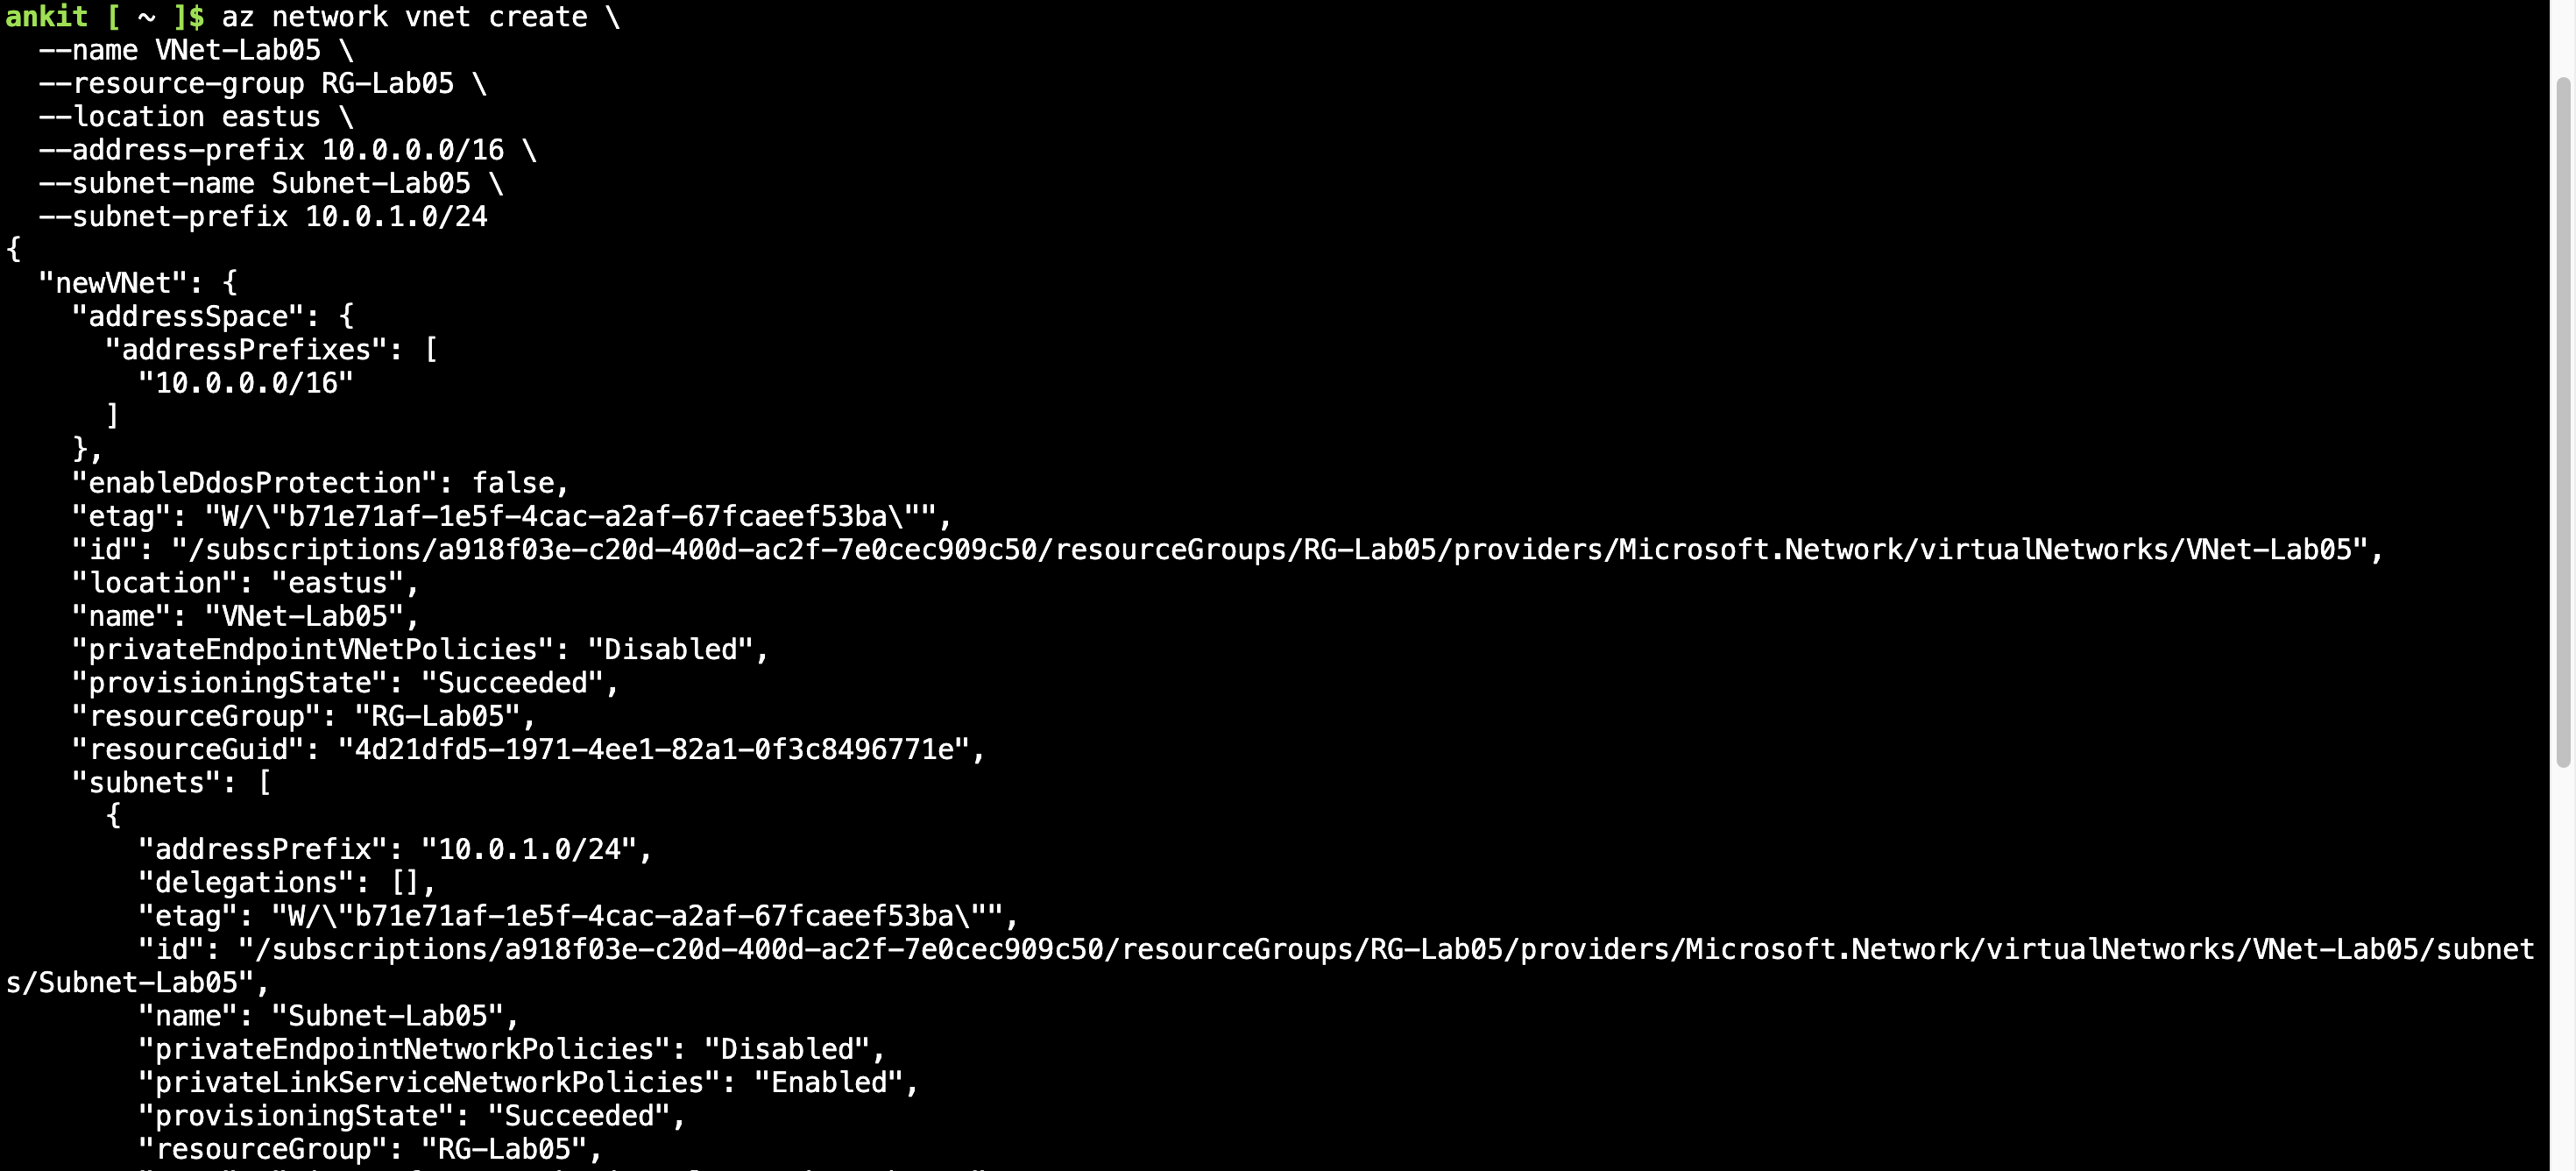 ankit [ ~ ]$ az network vnet create \
  --name VNet-Lab05 \
  --resource-group RG-Lab05 \
  --location eastus \
  --address-prefix 10.0.0.0/16 \
  --subnet-name Subnet-Lab05 \
  --subnet-prefix 10.0.1.0/24
{
  "newVNet": {
    "addressSpace": {
      "addressPrefixes": [
        "10.0.0.0/16"
      ]
    },
    "enableDdosProtection": false,
    "etag": "W/\"b71e71af-1e5f-4cac-a2af-67fcaeef53ba\"",
    "id": "/subscriptions/a918f03e-c20d-400d-ac2f-7e0cec909c50/resourceGroups/RG-Lab05/providers/Microsoft.Network/virtualNetworks/VNet-Lab05",
    "location": "eastus",
    "name": "VNet-Lab05",
    "privateEndpointVNetPolicies": "Disabled",
    "provisioningState": "Succeeded",
    "resourceGroup": "RG-Lab05",
    "resourceGuid": "4d21dfd5-1971-4ee1-82a1-0f3c8496771e",
    "subnets": [
      {
        "addressPrefix": "10.0.1.0/24",
        "delegations": [],
        "etag": "W/\"b71e71af-1e5f-4cac-a2af-67fcaeef53ba\"",
        "id": "/subscriptions/a918f03e-c20d-400d-ac2f-7e0cec909c50/resourceGroups/RG-Lab05/providers/Microsoft.Network/virtualNetworks/VNet-Lab05/subnet
s/Subnet-Lab05",
        "name": "Subnet-Lab05",
        "privateEndpointNetworkPolicies": "Disabled",
        "privateLinkServiceNetworkPolicies": "Enabled",
        "provisioningState": "Succeeded",
        "resourceGroup": "RG-Lab05",